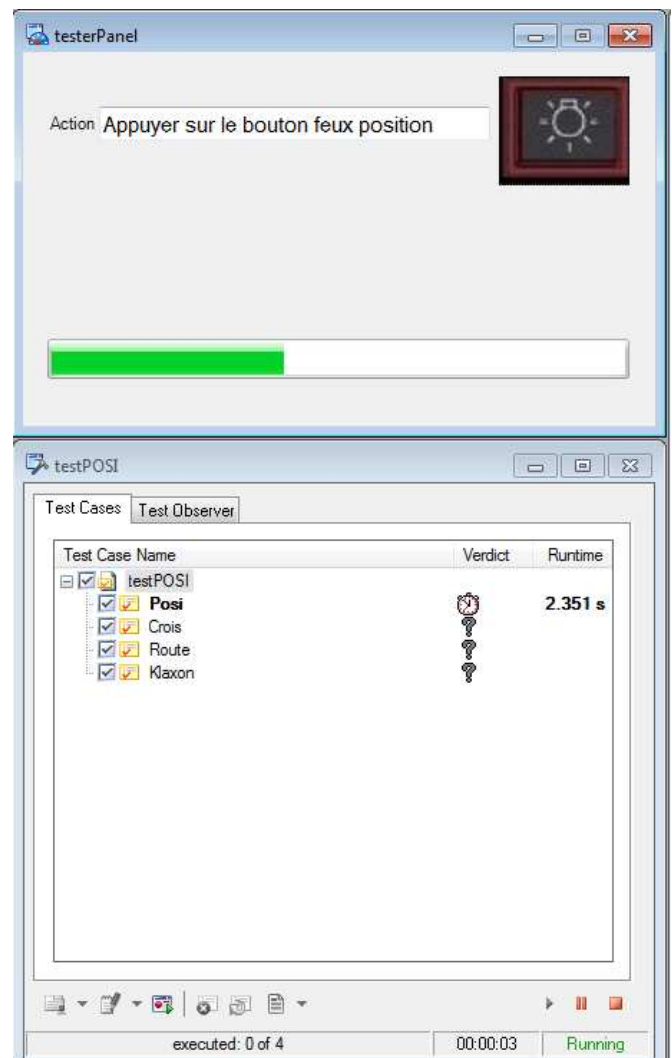 testerPanel
Action Appuyer sur le bouton feux position
testPOSI
Test Cases Test Observer
Test Case Name Verdict Runtime
testPOSI
Posi 2.351 s
Crois ?
Route ?
Klaxon ?
executed: 0 of 4 00:00:03 Running